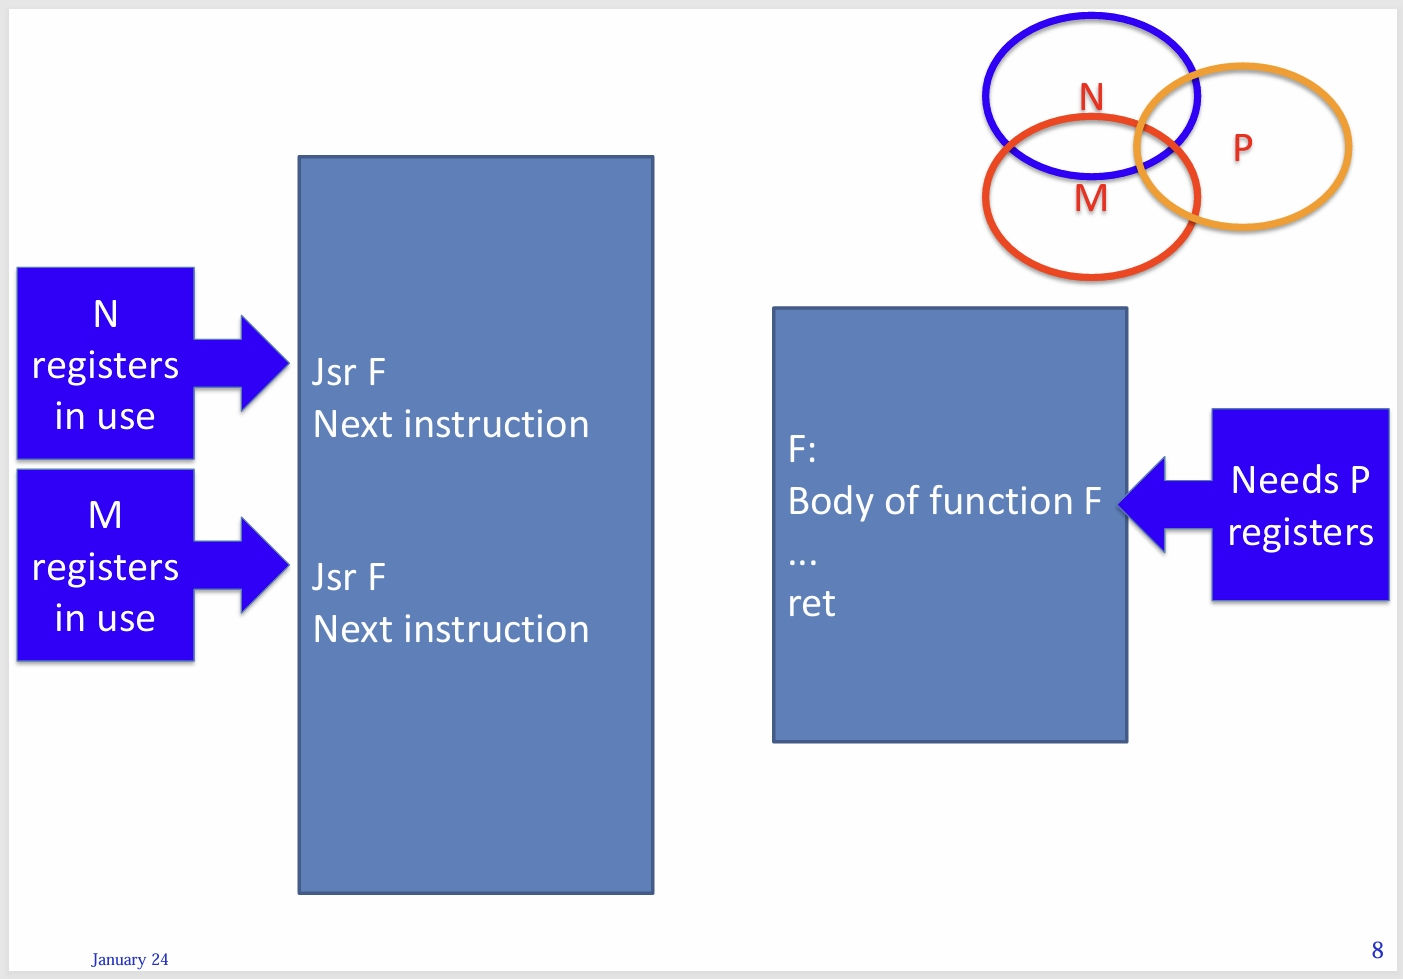 N
P
M
N
registers
in use
M
registers
in use
Jsr F
Next instruction
Jsr F
Next instruction
F:
Body of function F
...
ret
Needs P
registers
January 24
8